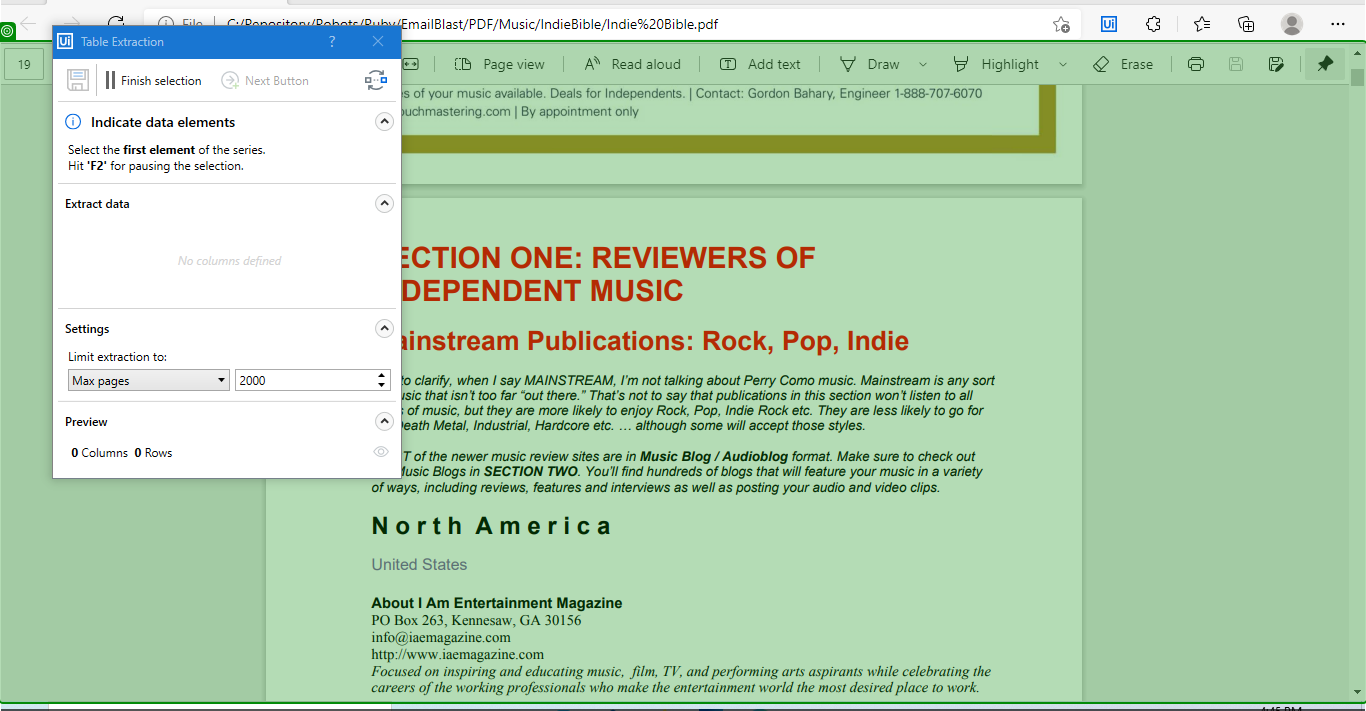 File C:/Repository/Robots/Ruby/EmailBlast/PDF/Music/IndieBible/Indie%20Bible.pdf
19
Page view
Read aloud
Add text
Draw
Highlight
Erase
Ui Table Extraction ?
Finish selection
Next Button
Indicate data elements
Select the first element of the series.
Hit 'F2' for pausing the selection.
Extract data
No columns defined
Settings
Limit extraction to:
Max pages 2000
Preview
0 Columns 0 Rows
of your music available. Deals for Independents. | Contact: Gordon Bahary, Engineer 1-888-707-6070
ouchmastering.com | By appointment only
ECTION ONE: REVIEWERS OF
DEPENDENT MUSIC
ainstream Publications: Rock, Pop, Indie
to clarify, when I say MAINSTREAM, I'm not talking about Perry Como music. Mainstream is any sort
usic that isn't too far “out there.” That's not to say that publications in this section won't listen to all
s of music, but they are more likely to enjoy Rock, Pop, Indie Rock etc. They are less likely to go for
Death Metal, Industrial, Hardcore etc. … although some will accept those styles.
T of the newer music review sites are in Music Blog / Audioblog format. Make sure to check out
Music Blogs in SECTION TWO. You'll find hundreds of blogs that will feature your music in a variety
of ways, including reviews, features and interviews as well as posting your audio and video clips.
North America
United States
About I Am Entertainment Magazine
PO Box 263, Kennesaw, GA 30156
info@iaemagazine.com
http://www.iaemagazine.com
Focused on inspiring and educating music, film, TV, and performing arts aspirants while celebrating the
careers of the working professionals who make the entertainment world the most desired place to work.